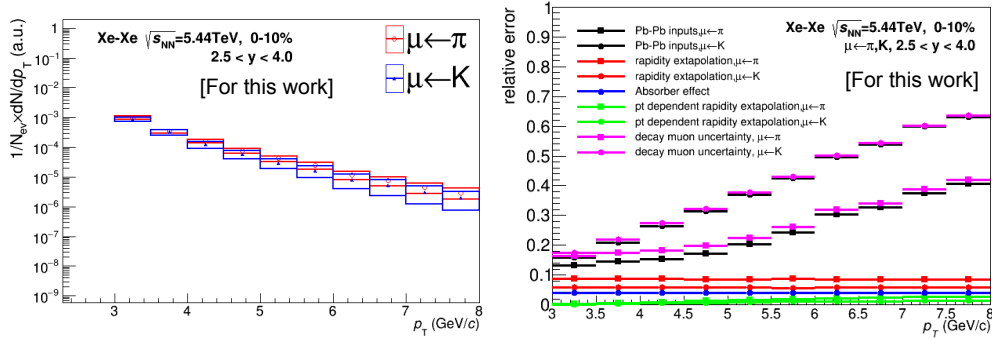 1/N_ev×dN/dp_T (a.u.)
1
10⁻¹
10⁻²
10⁻³
10⁻⁴
10⁻⁵
10⁻⁶
10⁻⁷
10⁻⁸
10⁻⁹
Xe-Xe √s_NN=5.44TeV, 0-10%
2.5 < y < 4.0
[For this work]
μ←π
μ←K
3 4 5 6 7 8
p_T (GeV/c)
relative error
1
0.9
0.8
0.7
0.6
0.5
0.4
0.3
0.2
0.1
0
Pb-Pb inputs,μ←π
Pb-Pb inputs,μ←K
rapidity extapolation,μ←π
rapidity extapolation,μ←K
Absorber effect
pt dependent rapidity extapolation,μ←π
pt dependent rapidity extapolation,μ←K
decay muon uncertainty, μ←π
decay muon uncertainty, μ←K
Xe-Xe √s_NN=5.44TeV, 0-10%
μ←π,K, 2.5 < y < 4.0
[For this work]
3 3.5 4 4.5 5 5.5 6 6.5 7 7.5 8
p_T (GeV/c)